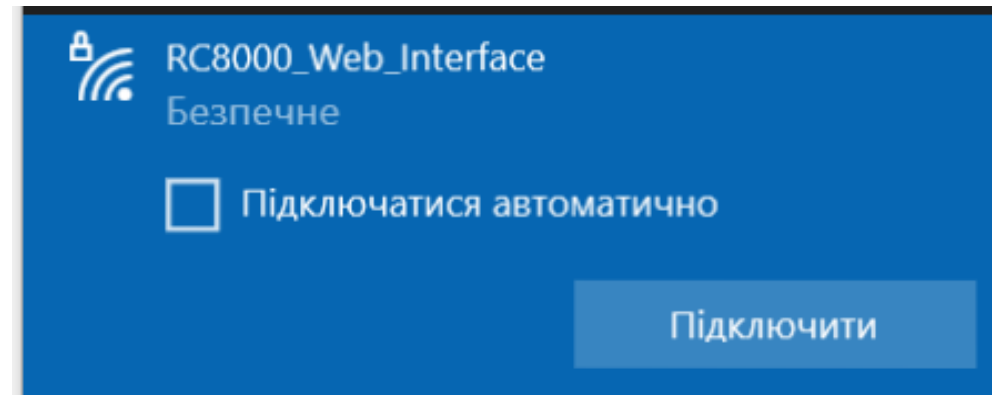 RC8000_Web_Interface
Безпечне
Підключатися автоматично
Підключити